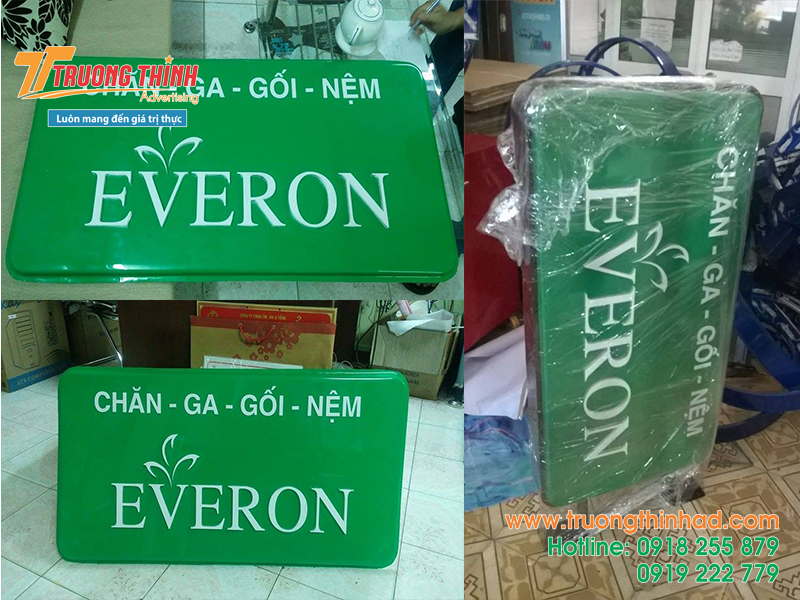 TRUONG THỊNH
Advertising
Luôn mang đến giá trị thực
CHĂN - GA - GỐI - NỆM
EVERON
CHĂN - GA - GỐI - NỆM
EVERON
CHĂN - GA - GỐI - NỆM
EVERON
www.truongthinhad.com
Hotline: 0918 255 879
0919 222 779